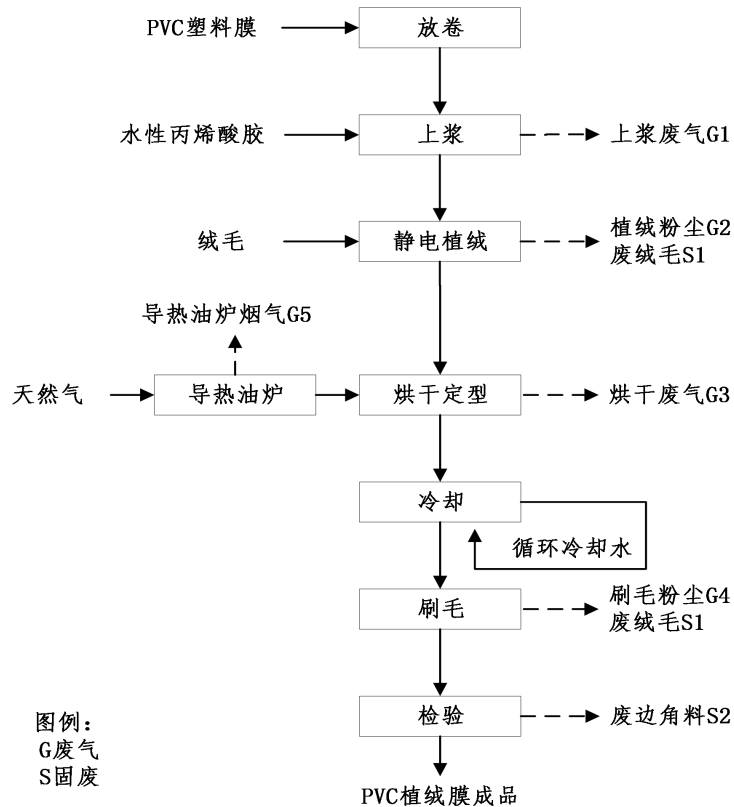 PVC塑料膜
放卷
水性丙烯酸胶
上浆
上浆废气G1
绒毛
静电植绒
植绒粉尘G2
废绒毛S1
导热油炉烟气G5
天然气
导热油炉
烘干定型
烘干废气G3
冷却
循环冷却水
刷毛
刷毛粉尘G4
废绒毛S1
检验
废边角料S2
图例：
G废气
S固废
PVC植绒膜成品